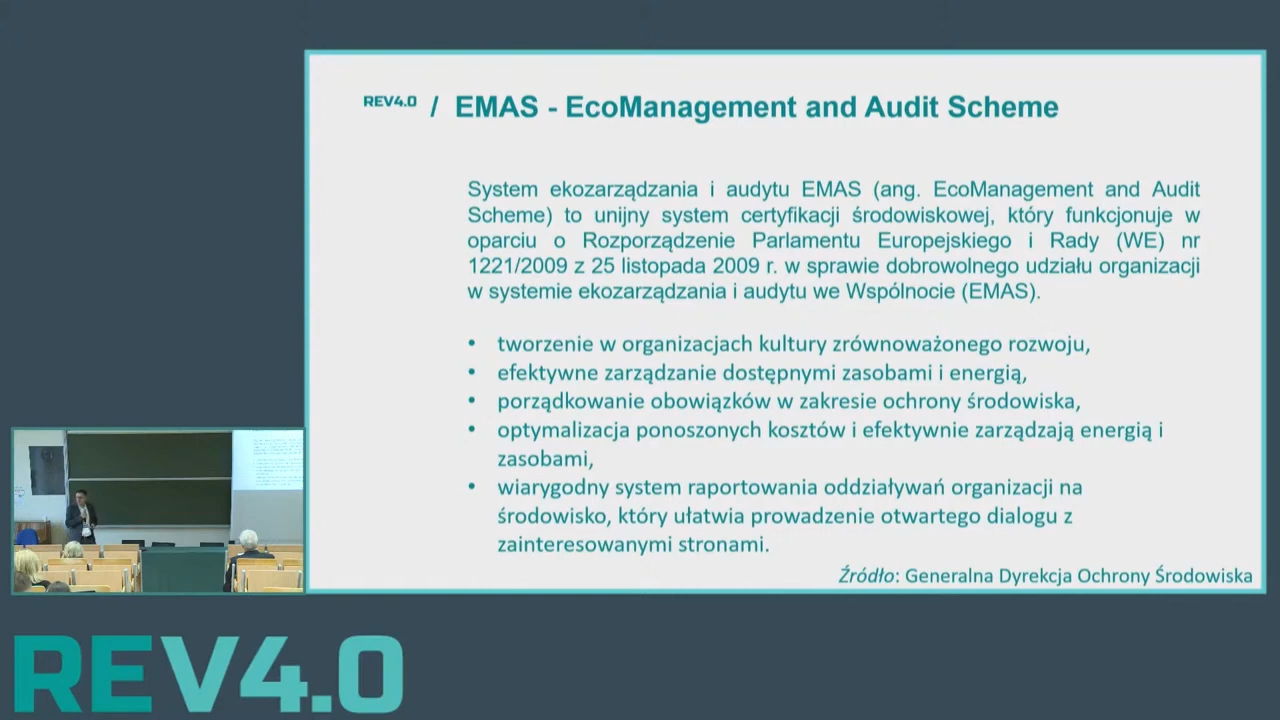 REV4.0 / EMAS - EcoManagement and Audit Scheme
System ekozarządzania i audytu EMAS (ang. EcoManagement and Audit
Scheme) to unijny system certyfikacji środowiskowej, który funkcjonuje w
oparciu o Rozporządzenie Parlamentu Europejskiego i Rady (WE) nr
1221/2009 z 25 listopada 2009 r. w sprawie dobrowolnego udziału organizacji
w systemie ekozarządzania i audytu we Wspólnocie (EMAS).
• tworzenie w organizacjach kultury zrównoważonego rozwoju,
• efektywne zarządzanie dostępnymi zasobami i energią,
• porządkowanie obowiązków w zakresie ochrony środowiska,
• optymalizacja ponoszonych kosztów i efektywnie zarządzają energią i
zasobami,
• wiarygodny system raportowania oddziaływań organizacji na
środowisko, który ułatwia prowadzenie otwartego dialogu z
zainteresowanymi stronami.
Źródło: Generalna Dyrekcja Ochrony Środowiska
REV4.0